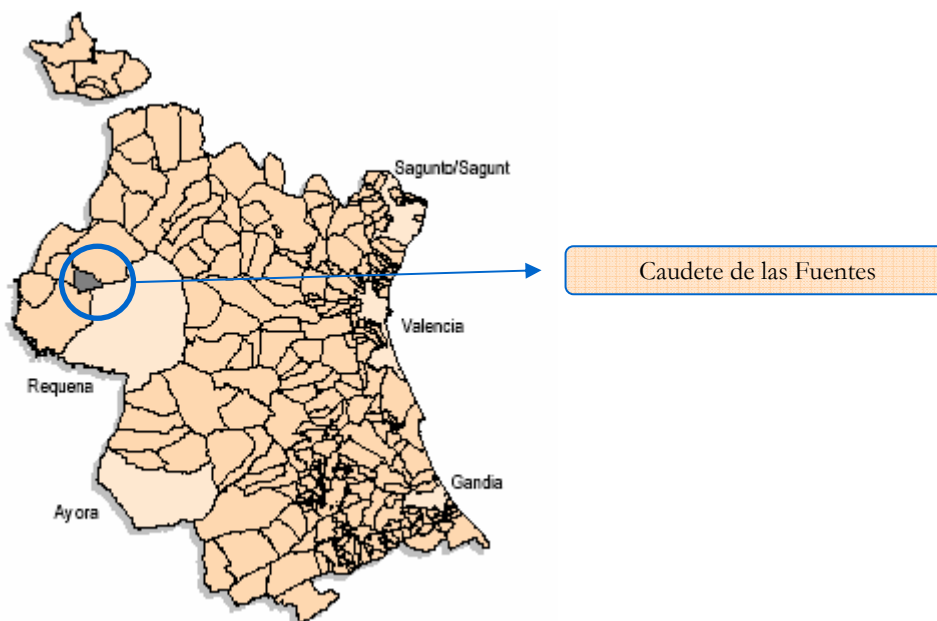 Sagunto/Sagunt
Caudete de las Fuentes
Valencia
Requena
Gandia
Ayora